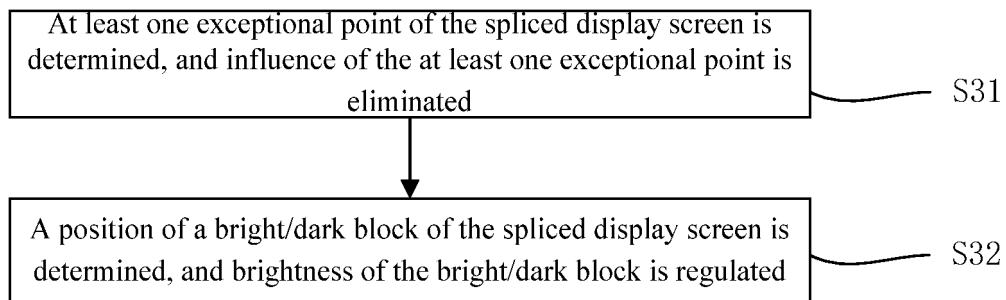 At least one exceptional point of the spliced display screen is
determined, and influence of the at least one exceptional point is
eliminated
S31
A position of a bright/dark block of the spliced display screen is
determined, and brightness of the bright/dark block is regulated
S32